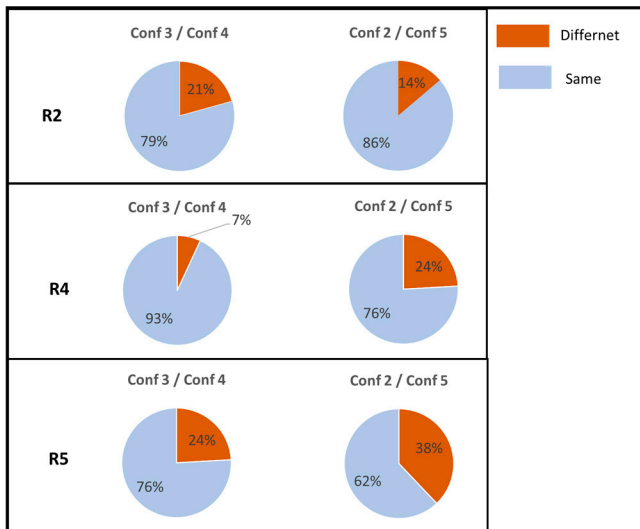 Conf 3 / Conf 4
Conf 2 / Conf 5
Differnet
Same
R2
21%
79%
14%
86%
Conf 3 / Conf 4
Conf 2 / Conf 5
R4
7%
93%
24%
76%
Conf 3 / Conf 4
Conf 2 / Conf 5
R5
24%
76%
38%
62%